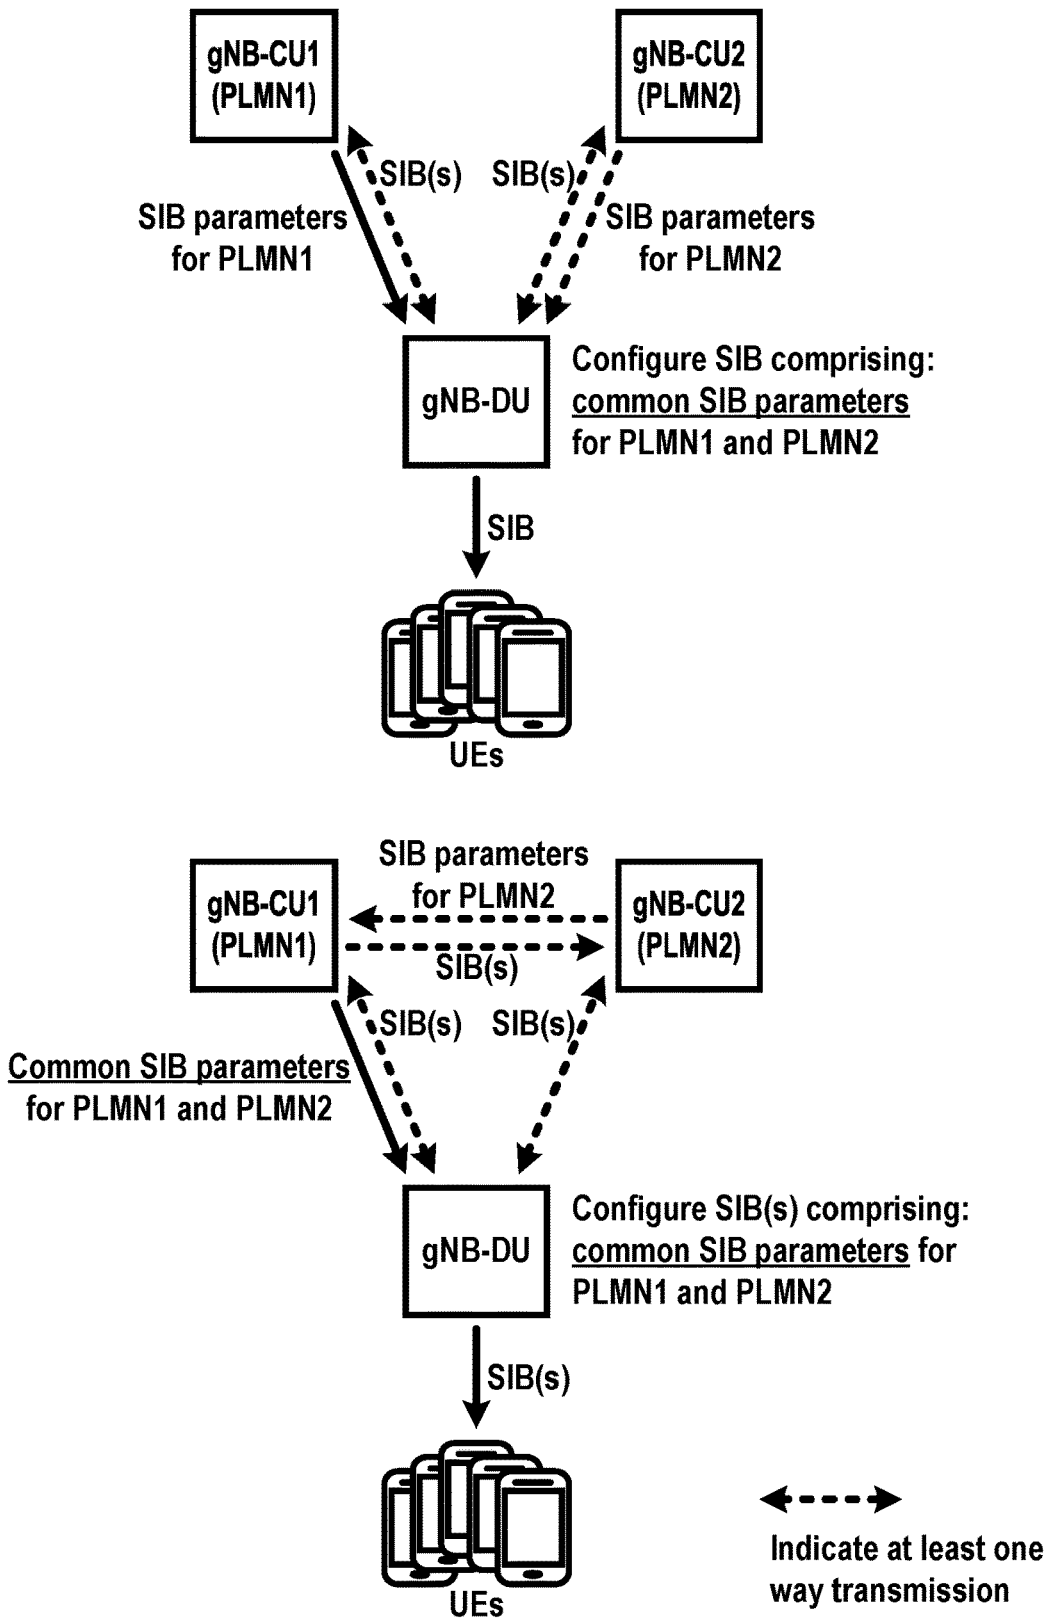 gNB-CU1
(PLMN1)
gNB-CU2
(PLMN2)
SIB(s)
SIB(s)
SIB parameters
for PLMN1
SIB parameters
for PLMN2
gNB-DU
Configure SIB comprising:
common SIB parameters
for PLMN1 and PLMN2
SIB
UEs
SIB parameters
for PLMN2
gNB-CU1
(PLMN1)
gNB-CU2
(PLMN2)
SIB(s)
SIB(s)
SIB(s)
Common SIB parameters
for PLMN1 and PLMN2
gNB-DU
Configure SIB(s) comprising:
common SIB parameters for
PLMN1 and PLMN2
SIB(s)
UEs
Indicate at least one
way transmission